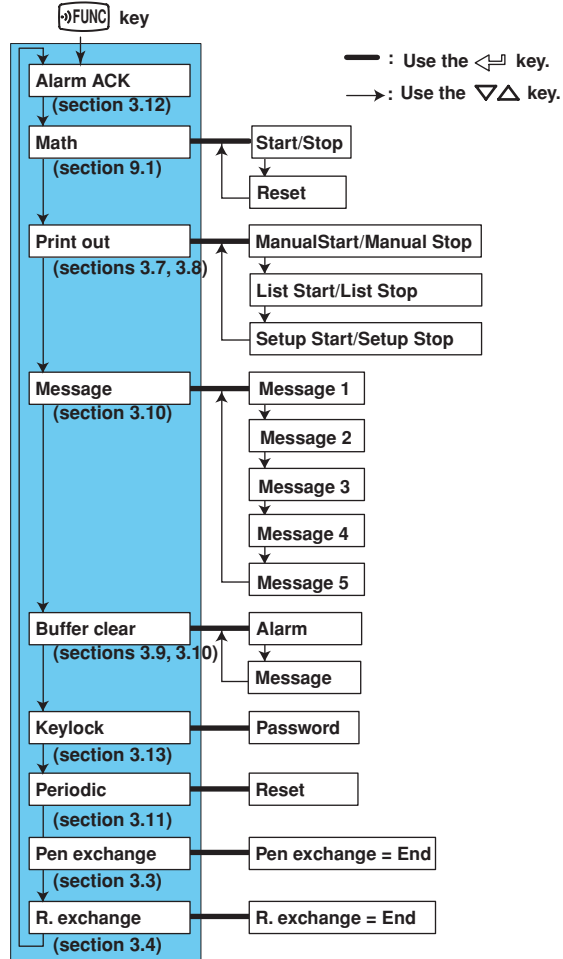 FUNC key
: Use the key.
: Use the key.
Alarm ACK
(section 3.12)
Math
(section 9.1)
Start/Stop
Reset
Print out
(sections 3.7, 3.8)
ManualStart/Manual Stop
List Start/List Stop
Setup Start/Setup Stop
Message
(section 3.10)
Message 1
Message 2
Message 3
Message 4
Message 5
Buffer clear
(sections 3.9, 3.10)
Alarm
Message
Keylock
(section 3.13)
Password
Periodic
(section 3.11)
Reset
Pen exchange
(section 3.3)
Pen exchange = End
R. exchange
(section 3.4)
R. exchange = End